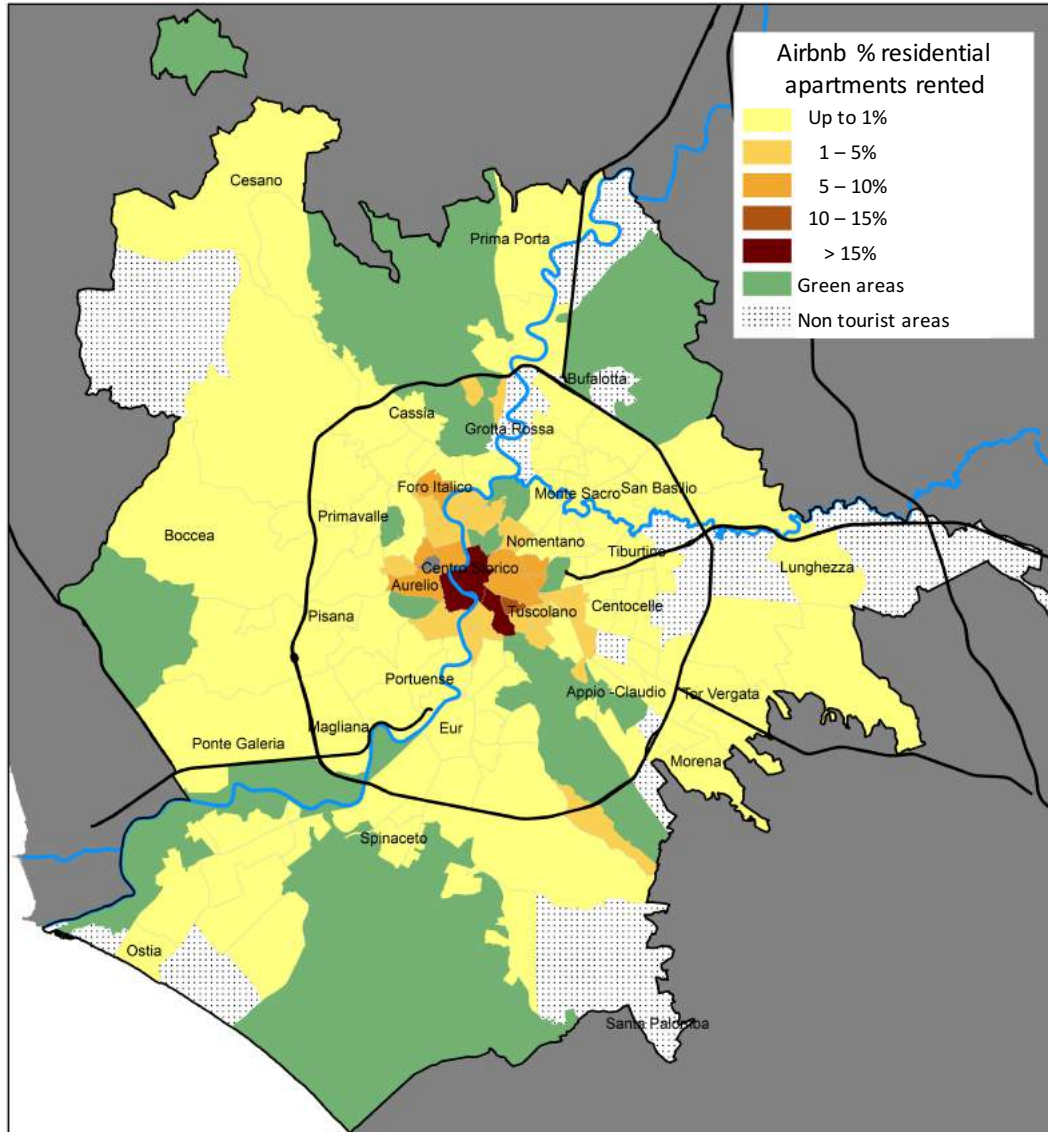 Airbnb % residential
apartments rented
Up to 1%
1 – 5%
5 – 10%
10 – 15%
> 15%
Green areas
Non tourist areas
Cesano
Prima Porta
Bufalotta
Cassia
Grotta Rossa
Foro Italico
Monte Sacro
San Basilio
Primavalle
Boccea
Nomentano
Tiburtino
Centro Storico
Lunghezza
Aurelio
Tuscolano
Centocelle
Pisana
Portuense
Appio -Claudio
Tor Vergata
Magliana
Eur
Ponte Galeria
Morena
Spinaceto
Ostia
Santa Palomba